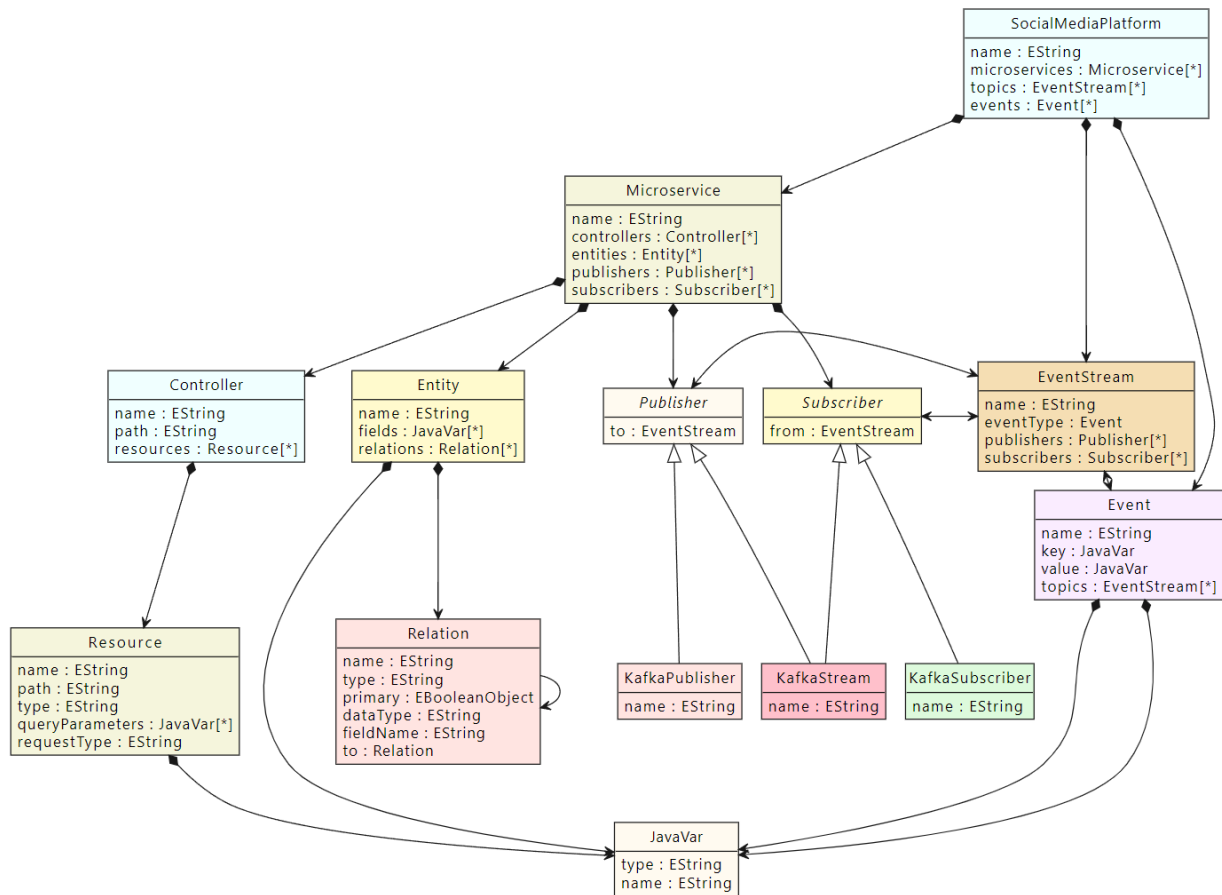 SocialMediaPlatform
name : EString
microservices : Microservice[*]
topics : EventStream[*]
events : Event[*]
Microservice
name : EString
controllers : Controller[*]
entities : Entity[*]
publishers : Publisher[*]
subscribers : Subscriber[*]
Controller
name : EString
path : EString
resources : Resource[*]
Entity
name : EString
fields : JavaVar[*]
relations : Relation[*]
Publisher
to : EventStream
Subscriber
from : EventStream
EventStream
name : EString
eventType : Event
publishers : Publisher[*]
subscribers : Subscriber[*]
Event
name : EString
key : JavaVar
value : JavaVar
topics : EventStream[*]
Resource
name : EString
path : EString
type : EString
queryParameters : JavaVar[*]
requestType : EString
Relation
name : EString
type : EString
primary : EBooleanObject
dataType : EString
fieldName : EString
to : Relation
KafkaPublisher
name : EString
KafkaStream
name : EString
KafkaSubscriber
name : EString
JavaVar
type : EString
name : EString